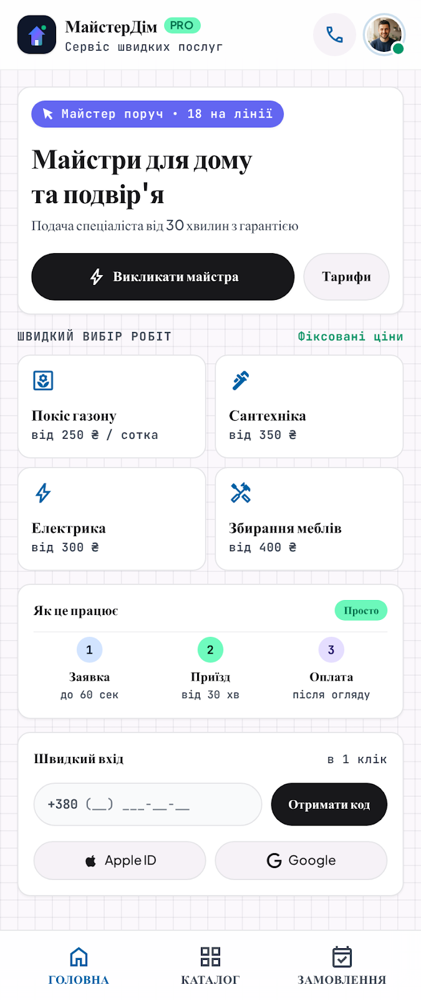 МайстерДім PRO
Сервіс швидких послуг
Майстер поруч • 18 на лінії
Майстри для дому
та подвір'я
Подача спеціаліста від 30 хвилин з гарантією
Викликати майстра
Тарифи
ШВИДКИЙ ВИБІР РОБІТ
Фіксовані ціни
Покіс газону
від 250 ₴ / сотка
Сантехніка
від 350 ₴
Електрика
від 300 ₴
Збирання меблів
від 400 ₴
Як це працює
Просто
1
Заявка
до 60 сек
2
Приїзд
від 30 хв
3
Оплата
після огляду
Швидкий вхід
в 1 клік
+380 (__) ___-__-__
Отримати код
Apple ID
Google
ГОЛОВНА
КАТАЛОГ
ЗАМОВЛЕННЯ